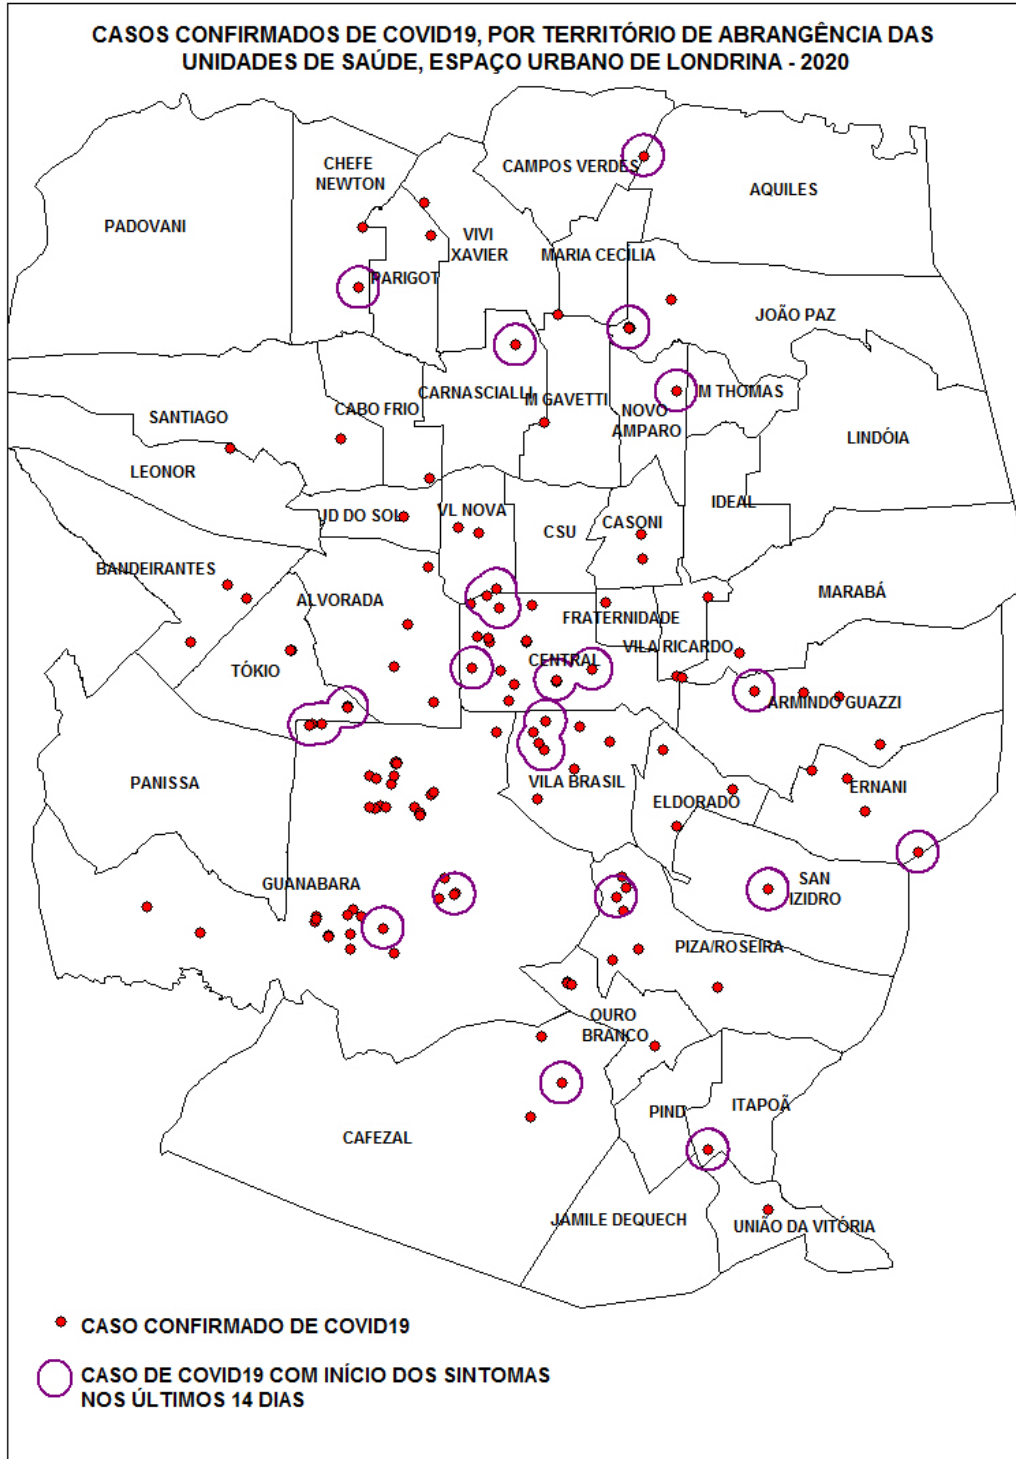 CASOS CONFIRMADOS DE COVID19, POR TERRITÓRIO DE ABRANGÊNCIA DAS
UNIDADES DE SAÚDE, ESPAÇO URBANO DE LONDRINA - 2020
CAMPOS VERDES
CHEFE
NEWTON
AQUILES
PADOVANI
VIVI
XAVIER
MARIA CECÍLIA
PARIGOT
JOÃO PAZ
CARNASCIALLI
M GAVETTI
M THOMAS
CABO FRIO
NOVO
AMPARO
SANTIAGO
LINDÓIA
LEONOR
IDEAL
JD DO SOL
VL NOVA
CSU
CASONI
BANDEIRANTES
ALVORADA
MARABÁ
FRATERNIDADE
VILA RICARDO
TÓKIO
CENTRAL
ARMINDO GUAZZI
PANISSA
VILA BRASIL
ERNANI
ELDORADO
GUANABARA
SAN
IZIDRO
PIZA/ROSEIRA
OURO
BRANCO
PIND
ITAPOÃ
CAFEZAL
JAMILE DEQUECH
UNIÃO DA VITÓRIA
CASO CONFIRMADO DE COVID19
CASO DE COVID19 COM INÍCIO DOS SINTOMAS
NOS ÚLTIMOS 14 DIAS